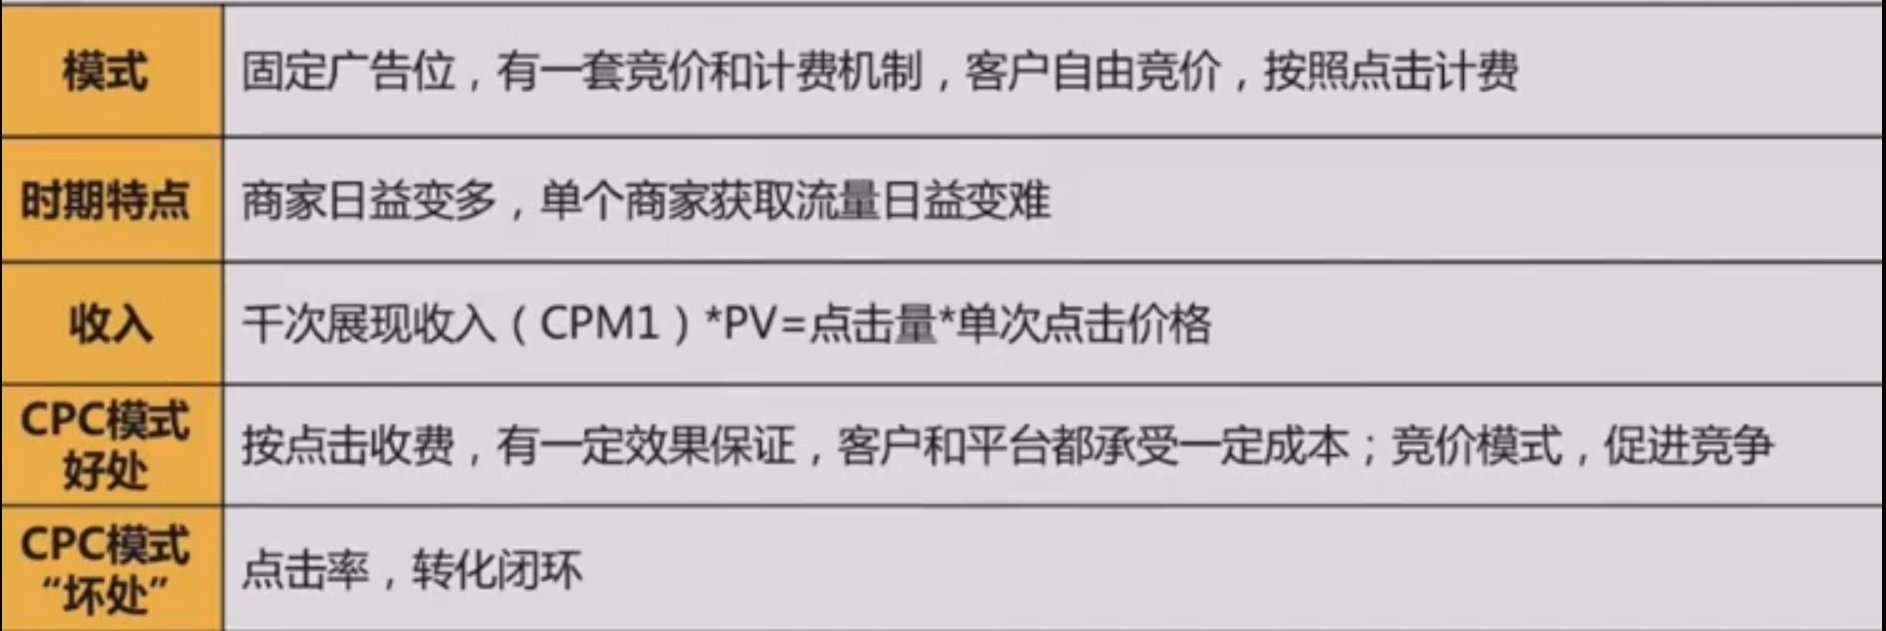 模式
固定广告位，有一套竞价和计费机制，客户自由竞价，按照点击计费
时期特点
商家日益变多，单个商家获取流量日益变难
收入
千次展现收入（CPM1）*PV=点击量*单次点击价格
CPC模式
好处
按点击收费，有一定效果保证，客户和平台都承受一定成本；竞价模式，促进竞争
CPC模式
“坏处”
点击率，转化闭环